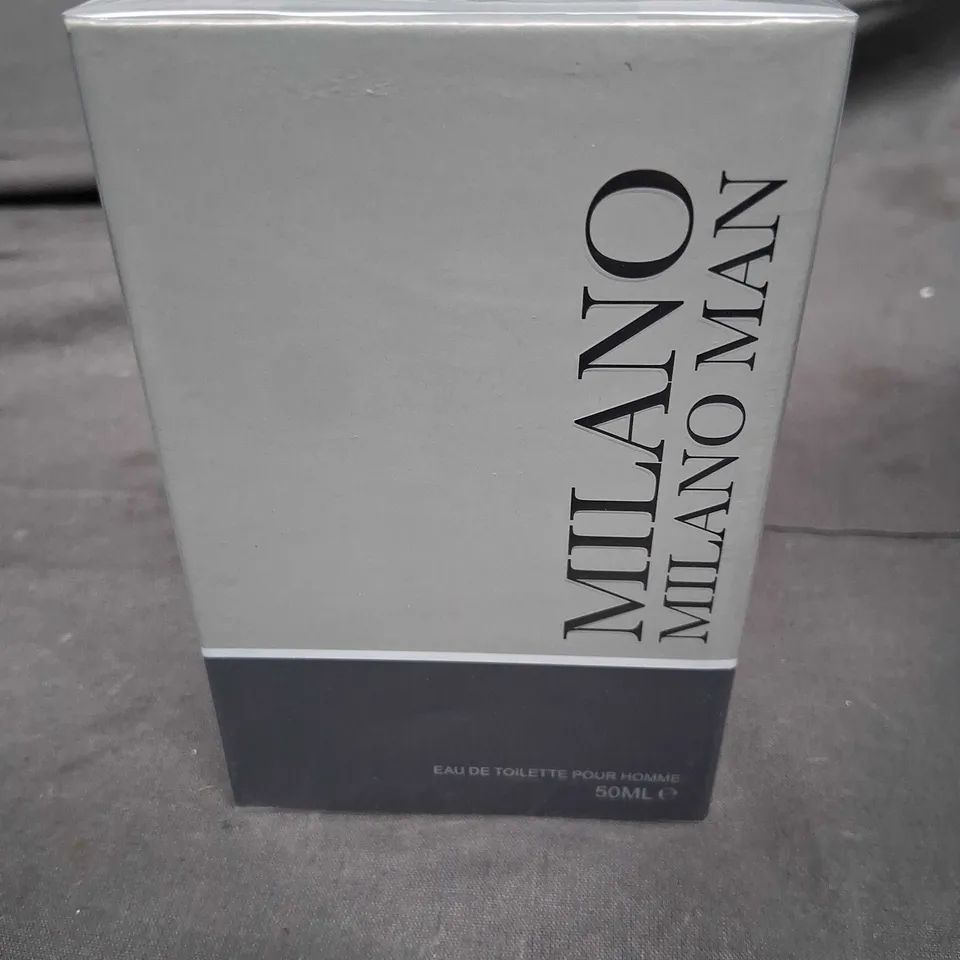 MILANO
MILANO MAN
EAU DE TOILETTE POUR HOMME
50ML ℮